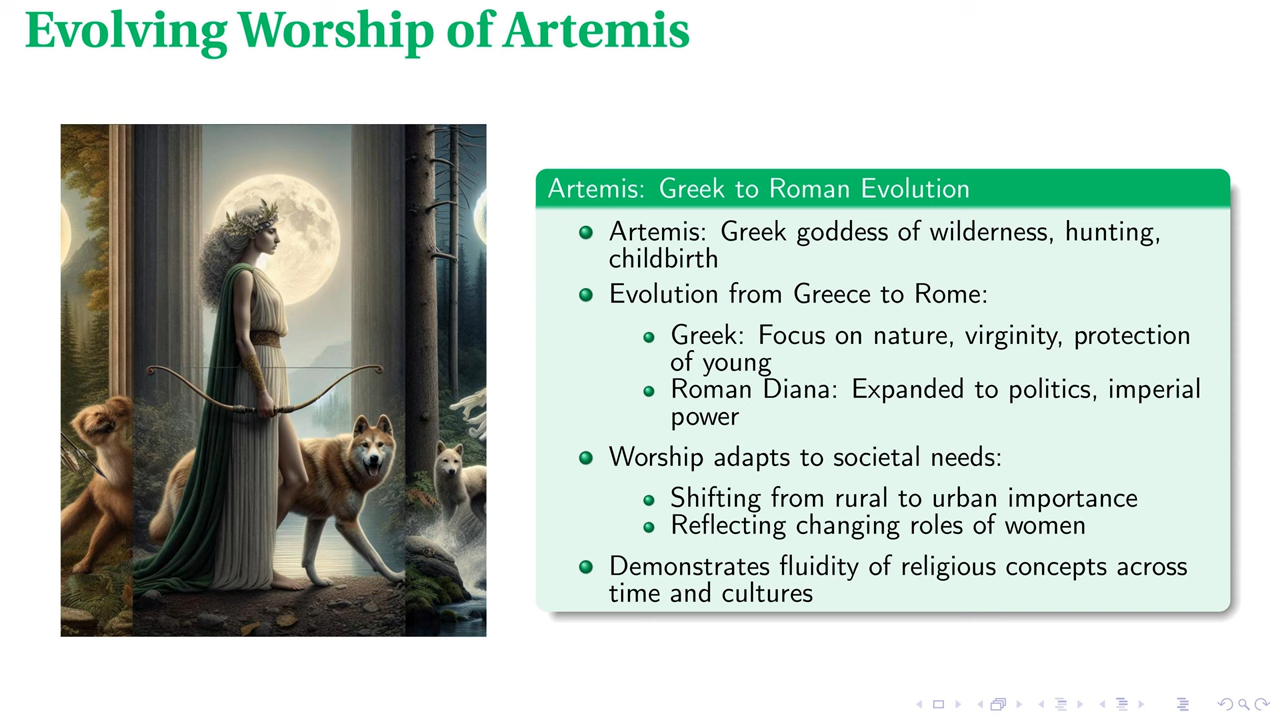 Evolving Worship of Artemis
Artemis: Greek to Roman Evolution
Artemis: Greek goddess of wilderness, hunting,
childbirth
Evolution from Greece to Rome:
Greek: Focus on nature, virginity, protection
of young
Roman Diana: Expanded to politics, imperial
power
Worship adapts to societal needs:
Shifting from rural to urban importance
Reflecting changing roles of women
Demonstrates fluidity of religious concepts across
time and cultures